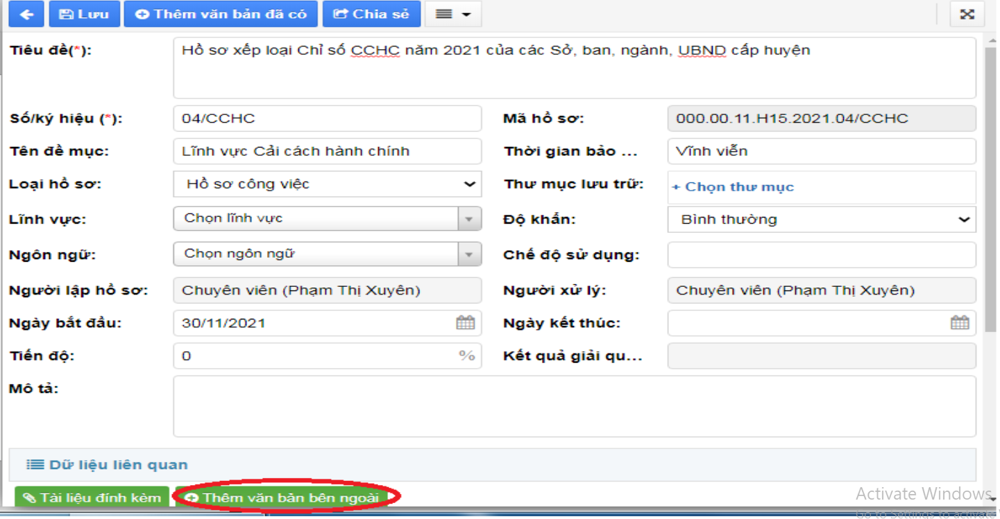 Lưu Thêm văn bản đã có Chia sẻ
Tiêu đề(*): Hồ sơ xếp loại Chỉ số CCHC năm 2021 của các Sở, ban, ngành, UBND cấp huyện
Số/ký hiệu (*): 04/CCHC Mã hồ sơ: 000.00.11.H15.2021.04/CCHC
Tên đề mục: Lĩnh vực Cải cách hành chính Thời gian bảo ... Vĩnh viễn
Loại hồ sơ: Hồ sơ công việc Thư mục lưu trữ: + Chọn thư mục
Lĩnh vực: Chọn lĩnh vực Độ khẩn: Bình thường
Ngôn ngữ: Chọn ngôn ngữ Chế độ sử dụng:
Người lập hồ sơ: Chuyên viên (Phạm Thị Xuyên) Người xử lý: Chuyên viên (Phạm Thị Xuyên)
Ngày bắt đầu: 30/11/2021 Ngày kết thúc:
Tiến độ: 0 % Kết quả giải qu...
Mô tả:
Dữ liệu liên quan
Tài liệu đính kèm Thêm văn bản bên ngoài
Activate Windows
Go to Settings to activate